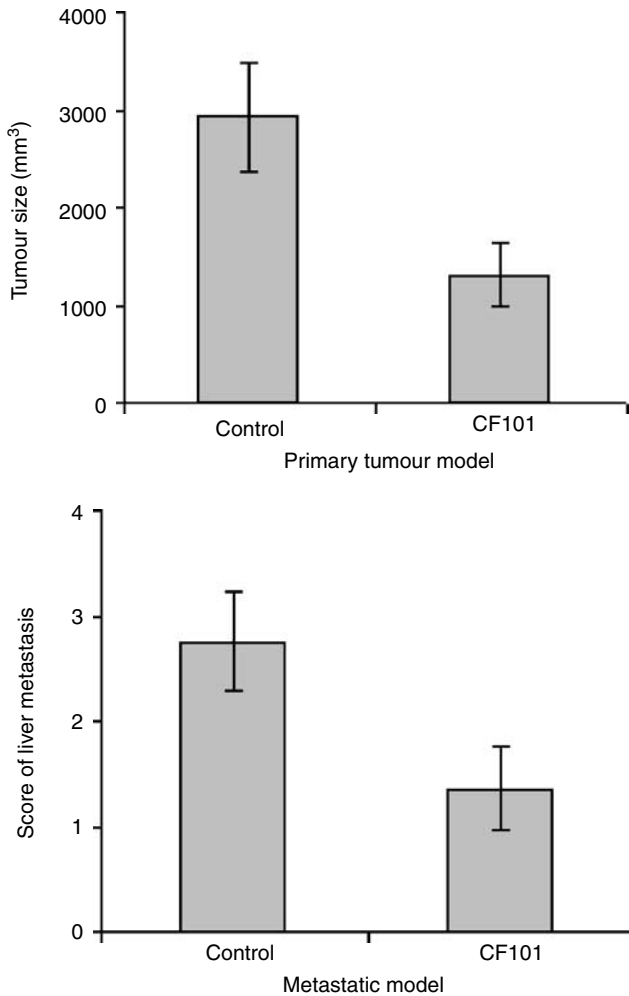 4000
3000
2000
1000
0
Tumour size (mm³)
Control
CF101
Primary tumour model
4
3
2
1
0
Score of liver metastasis
Control
CF101
Metastatic model